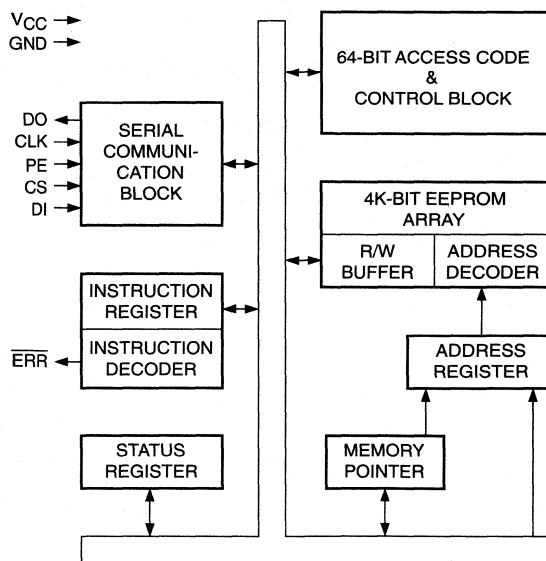 VCC
GND
DO
CLK
PE
CS
DI
SERIAL
COMMUNI-
CATION
BLOCK
64-BIT ACCESS CODE
&
CONTROL BLOCK
4K-BIT EEPROM
ARRAY
R/W
BUFFER
ADDRESS
DECODER
INSTRUCTION
REGISTER
INSTRUCTION
DECODER
ERR
ADDRESS
REGISTER
STATUS
REGISTER
MEMORY
POINTER